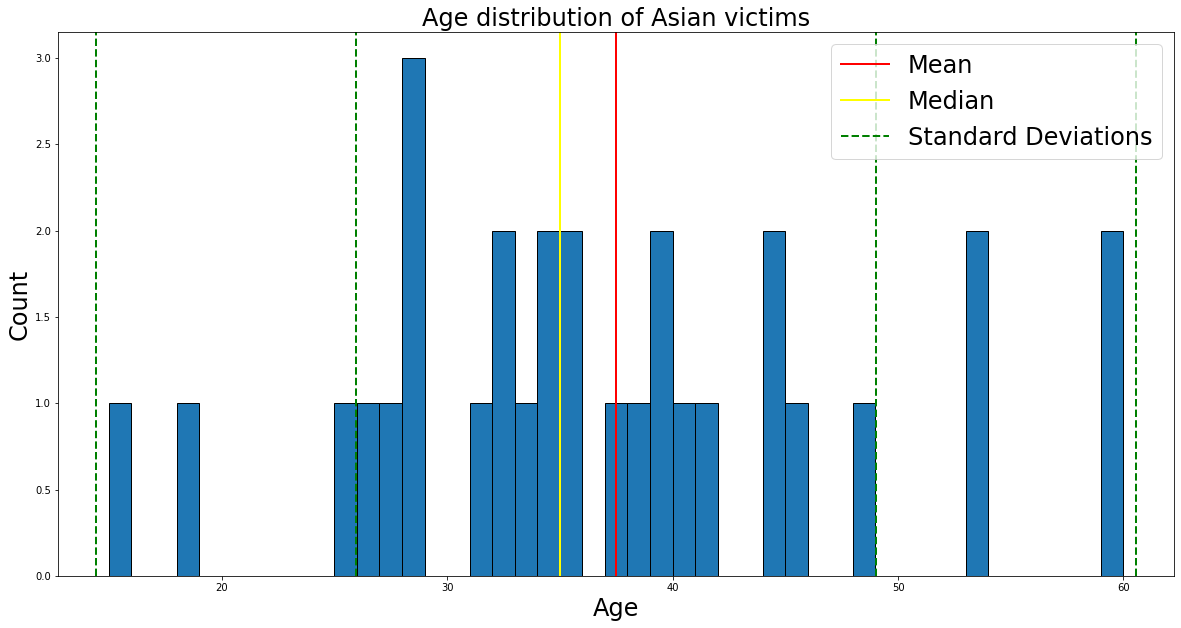 Age distribution of Asian victims
Mean
Median
Standard Deviations
Count
3.0
2.5
2.0
1.5
1.0
0.5
0.0
20
30
40
50
60
Age